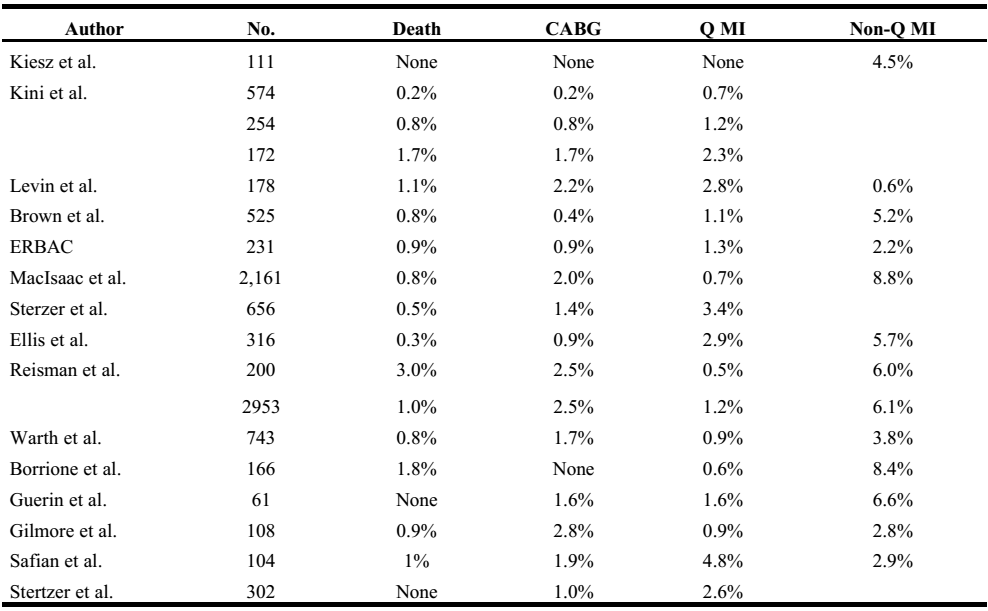 Author No. Death CABG Q MI Non-Q MI
Kiesz et al. 111 None None None 4.5%
Kini et al. 574 0.2% 0.2% 0.7%
254 0.8% 0.8% 1.2%
172 1.7% 1.7% 2.3%
Levin et al. 178 1.1% 2.2% 2.8% 0.6%
Brown et al. 525 0.8% 0.4% 1.1% 5.2%
ERBAC 231 0.9% 0.9% 1.3% 2.2%
MacIsaac et al. 2,161 0.8% 2.0% 0.7% 8.8%
Sterzer et al. 656 0.5% 1.4% 3.4%
Ellis et al. 316 0.3% 0.9% 2.9% 5.7%
Reisman et al. 200 3.0% 2.5% 0.5% 6.0%
2953 1.0% 2.5% 1.2% 6.1%
Warth et al. 743 0.8% 1.7% 0.9% 3.8%
Borrione et al. 166 1.8% None 0.6% 8.4%
Guerin et al. 61 None 1.6% 1.6% 6.6%
Gilmore et al. 108 0.9% 2.8% 0.9% 2.8%
Safian et al. 104 1% 1.9% 4.8% 2.9%
Stertzer et al. 302 None 1.0% 2.6%